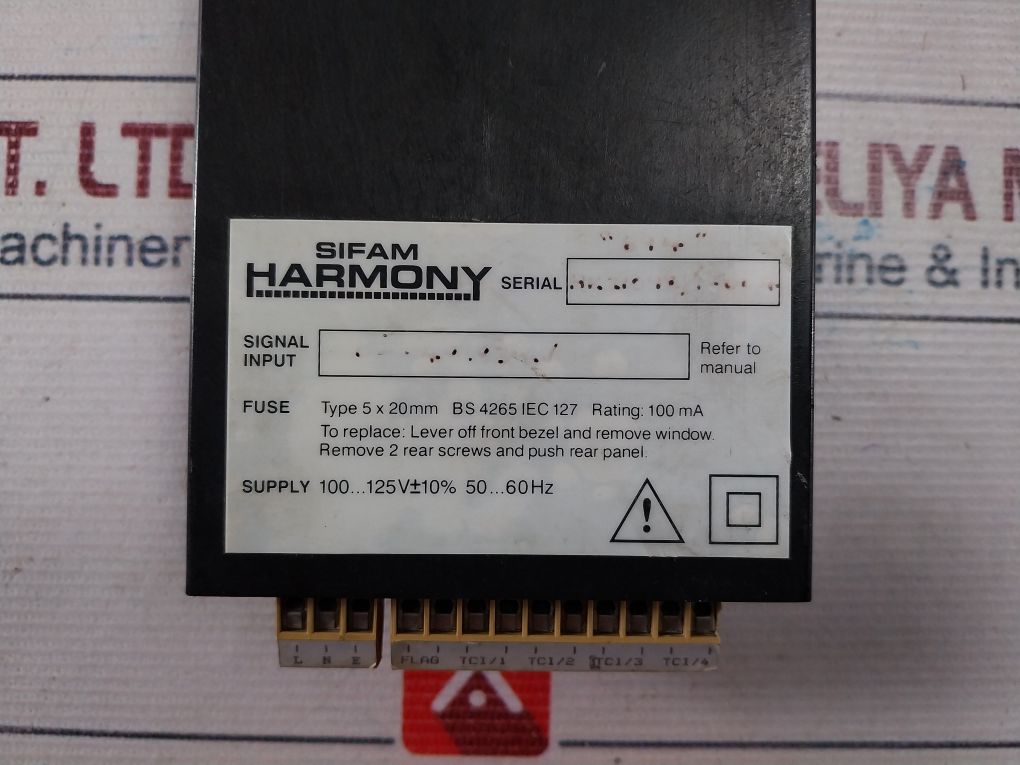 T. LTD
achiner
ELIYA M
rine & In
SIFAM
HARMONY
SERIAL
SIGNAL
INPUT
Refer to
manual
FUSE Type 5 x 20mm BS 4265 IEC 127 Rating: 100 mA
To replace: Lever off front bezel and remove window.
Remove 2 rear screws and push rear panel.
SUPPLY 100...125V±10% 50...60Hz
L N E FLAG TCI/1 TCI/2 TCI/3 TCI/4